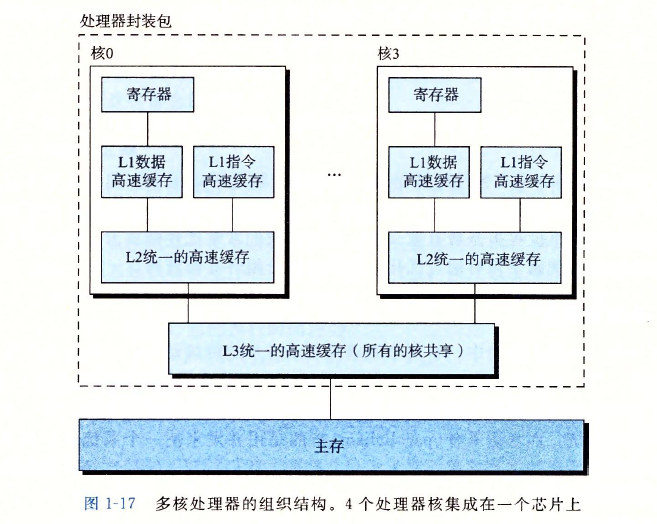 处理器封装包
核0
核3
寄存器
寄存器
L1数据
高速缓存
L1指令
高速缓存
...
L1数据
高速缓存
L1指令
高速缓存
L2统一的高速缓存
L2统一的高速缓存
L3统一的高速缓存（所有的核共享）
主存
图 1-17 多核处理器的组织结构。4 个处理器核集成在一个芯片上